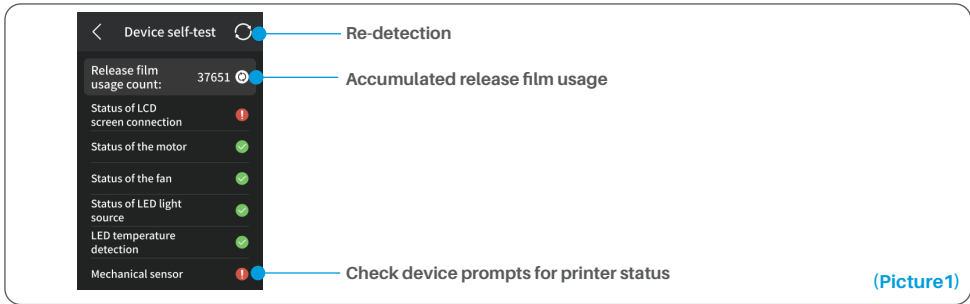 Device self-test
Re-detection
Release film
usage count:
37651
Accumulated release film usage
Status of LCD
screen connection
Status of the motor
Status of the fan
Status of LED light
source
LED temperature
detection
Mechanical sensor
Check device prompts for printer status
(Picture1)